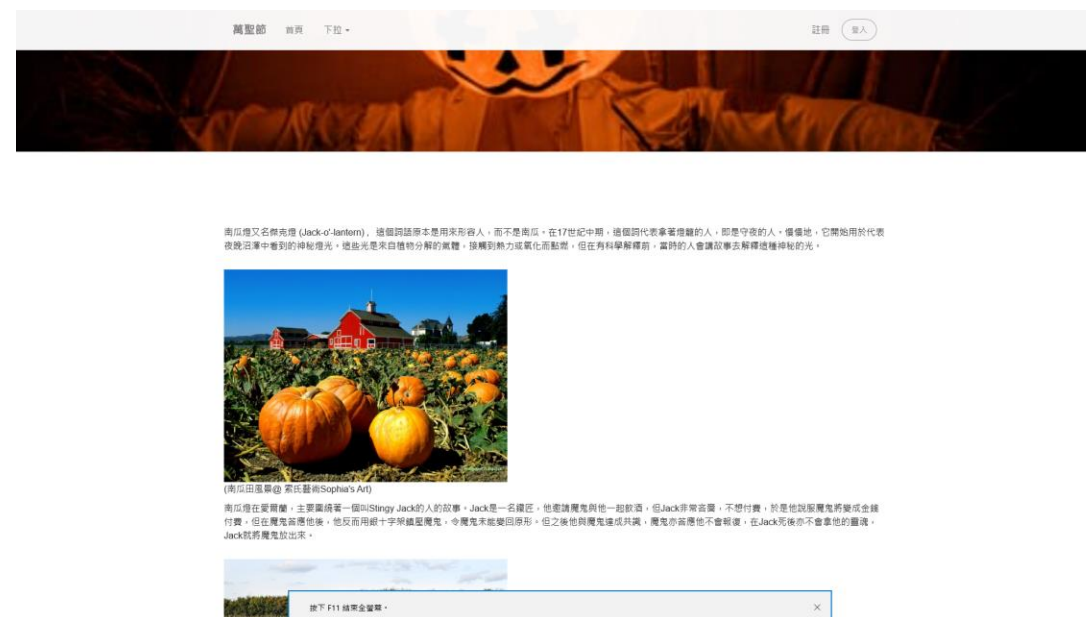 萬聖節 首頁 下拉 註冊 登入
南瓜燈又名傑克燈 (Jack-o'-lantern)，這個詞語原本是用來形容人，而不是南瓜。在17世紀中期，這個詞代表拿著燈籠的人，即是守夜的人。慢慢地，它開始用於代表
夜晚沼澤中看到的神秘燈光。這些光是來自植物分解的氣體，接觸到熱力或氧化而點燃，但在有科學解釋前，當時的人會講故事去解釋這種神秘的光。
(南瓜田風景@ 索氏藝術Sophia's Art)
南瓜燈在愛爾蘭，主要圍繞著一個叫Stingy Jack的人的故事。Jack是一名鐵匠，他邀請魔鬼與他一起飲酒，但Jack非常吝嗇，不想付費，於是他說服魔鬼將變成金錢
付費。但在魔鬼答應他後，他反而用銀十字架鎮壓魔鬼，令魔鬼未能變回原形。但之後他與魔鬼達成共識，魔鬼亦答應他不會報復，在Jack死後亦不會拿他的靈魂，
Jack就將魔鬼放出來。
按下 F11 結束全螢幕。